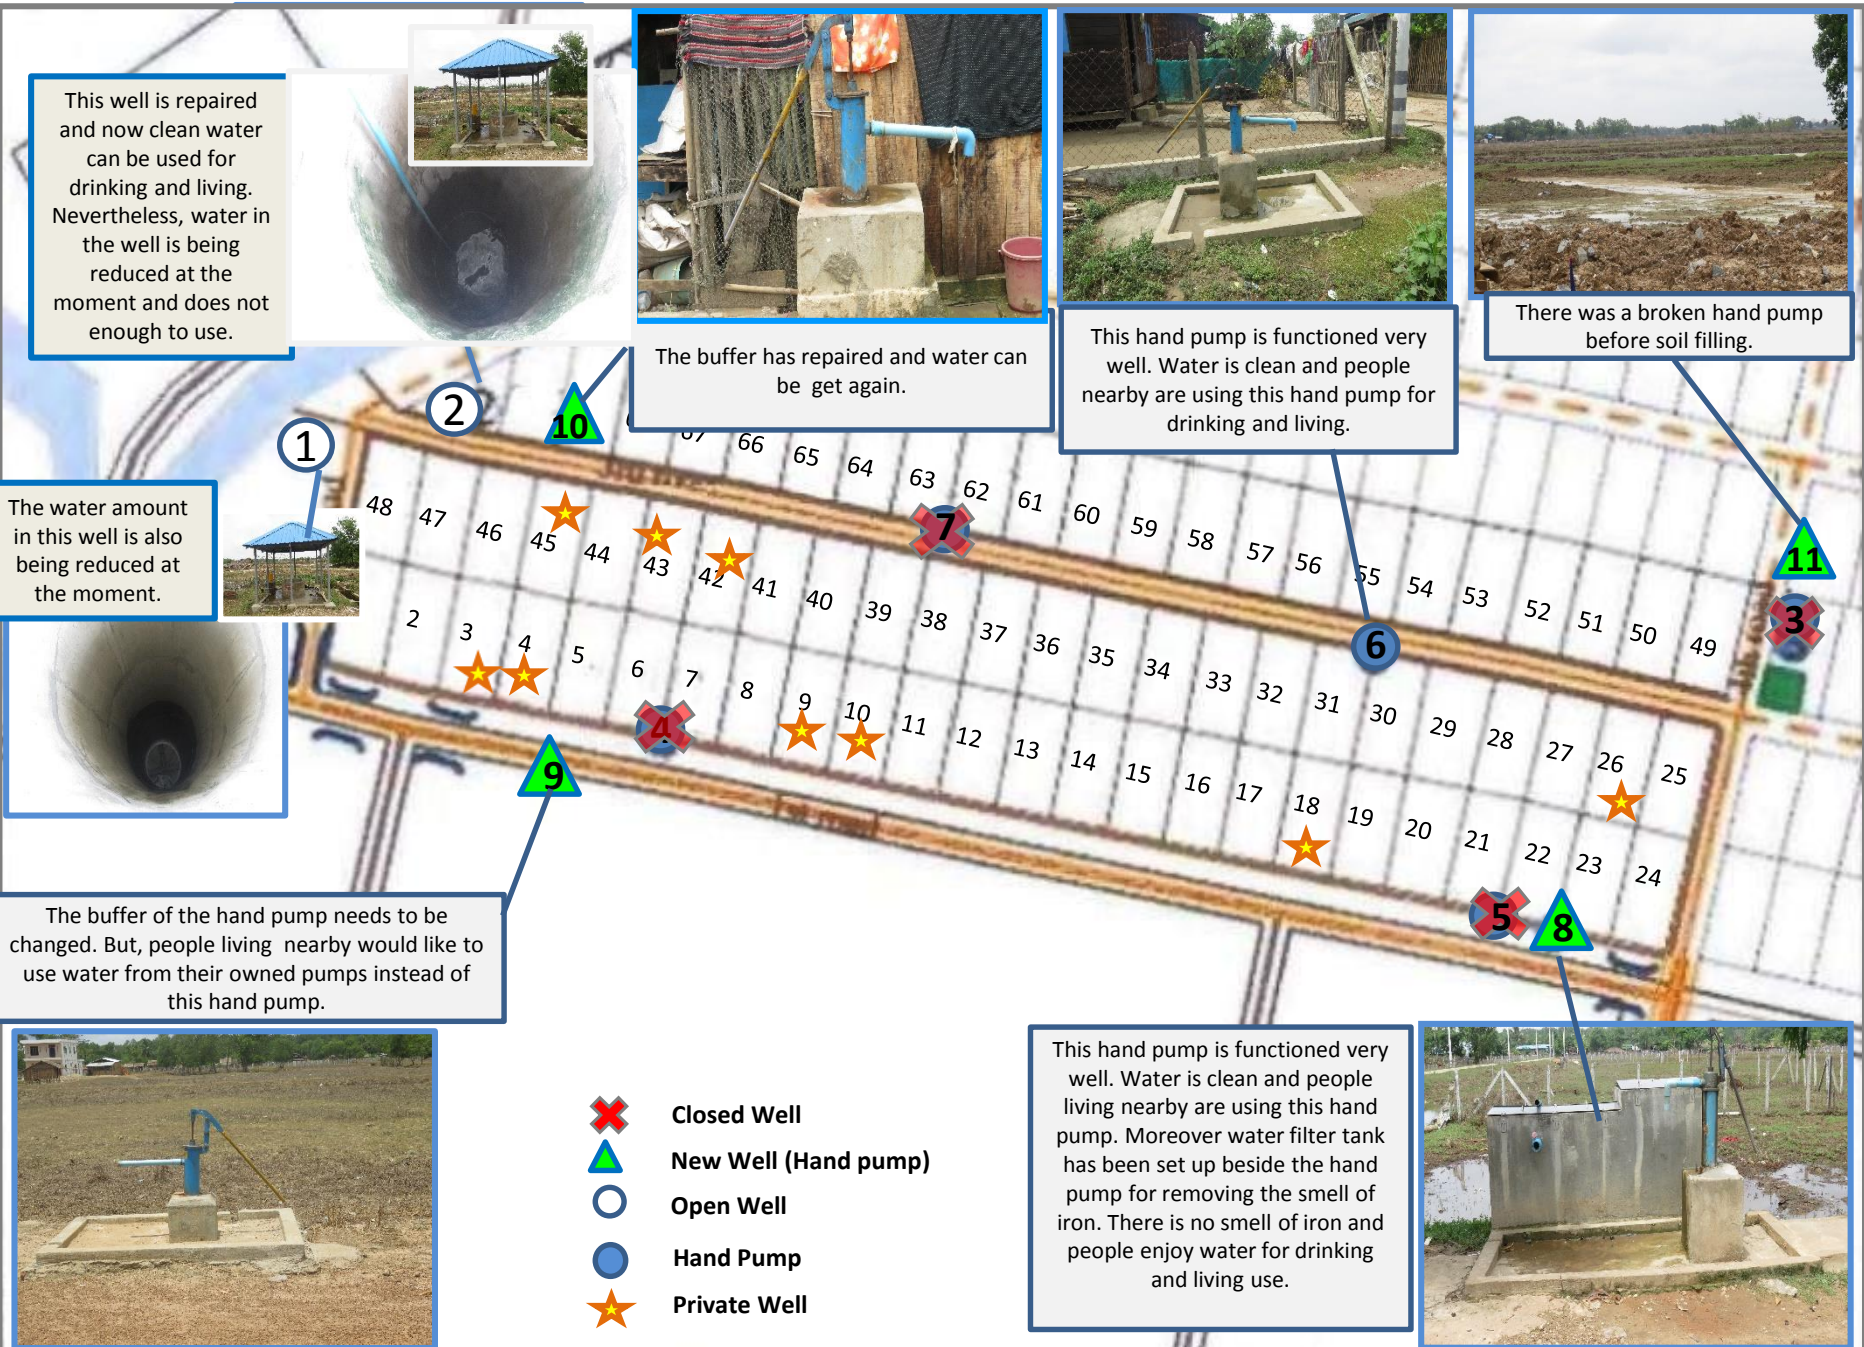 This well is repaired
and now clean water
can be used for
drinking and living.
Nevertheless, water in
the well is being
reduced at the
moment and does not
enough to use.
The buffer has repaired and water can
be get again.
This hand pump is functioned very
well. Water is clean and people
nearby are using this hand pump for
drinking and living.
There was a broken hand pump
before soil filling.
The water amount
in this well is also
being reduced at
the moment.
1
2
10
67
66
65
64
63
62
61
60
59
58
57
56
55
54
53
52
51
50
49
11
3
7
6
48
47
46
45
44
43
42
41
40
39
38
37
36
35
34
33
32
31
30
29
28
27
26
25
2
3
4
5
6
7
8
9
10
11
12
13
14
15
16
17
18
19
20
21
22
23
24
4
9
5
8
The buffer of the hand pump needs to be
changed. But, people living nearby would like to
use water from their owned pumps instead of
this hand pump.
Closed Well
New Well (Hand pump)
Open Well
Hand Pump
Private Well
This hand pump is functioned very
well. Water is clean and people
living nearby are using this hand
pump. Moreover water filter tank
has been set up beside the hand
pump for removing the smell of
iron. There is no smell of iron and
people enjoy water for drinking
and living use.